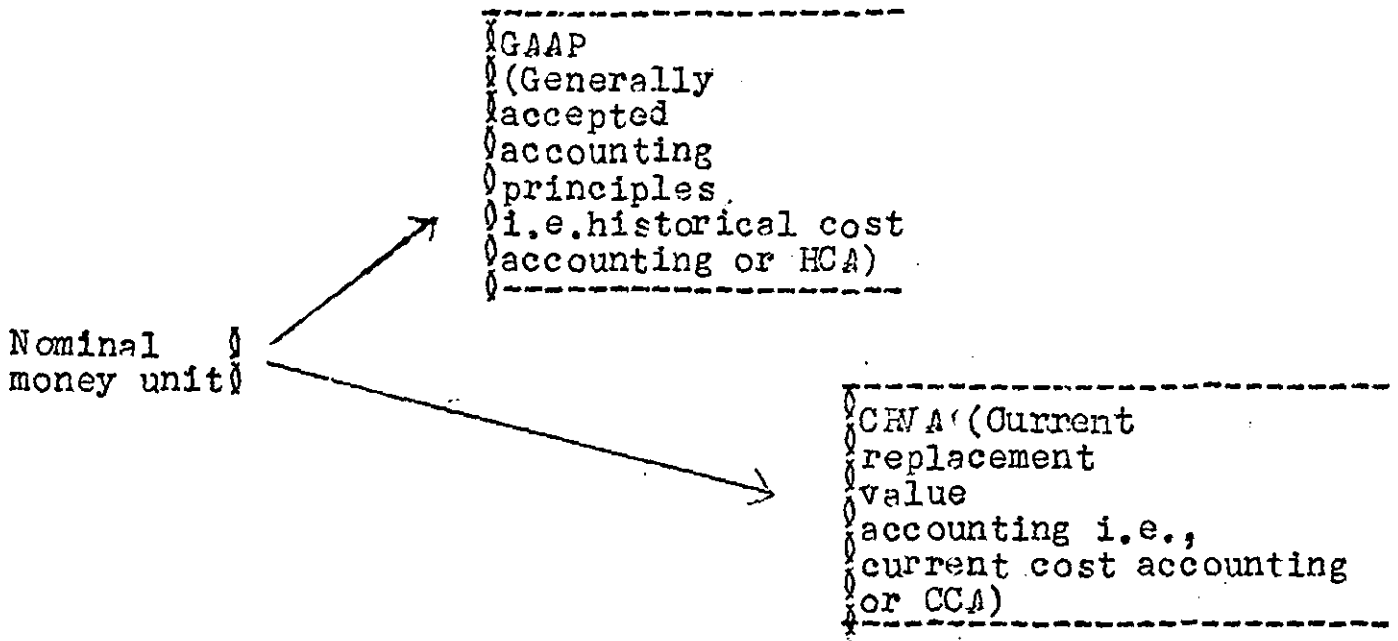 GAAP
(Generally
accepted
accounting
principles
i.e.historical cost
accounting or HCA)
Nominal
money unit
CRVA (Current
replacement
value
accounting i.e.,
current cost accounting
or CCA)